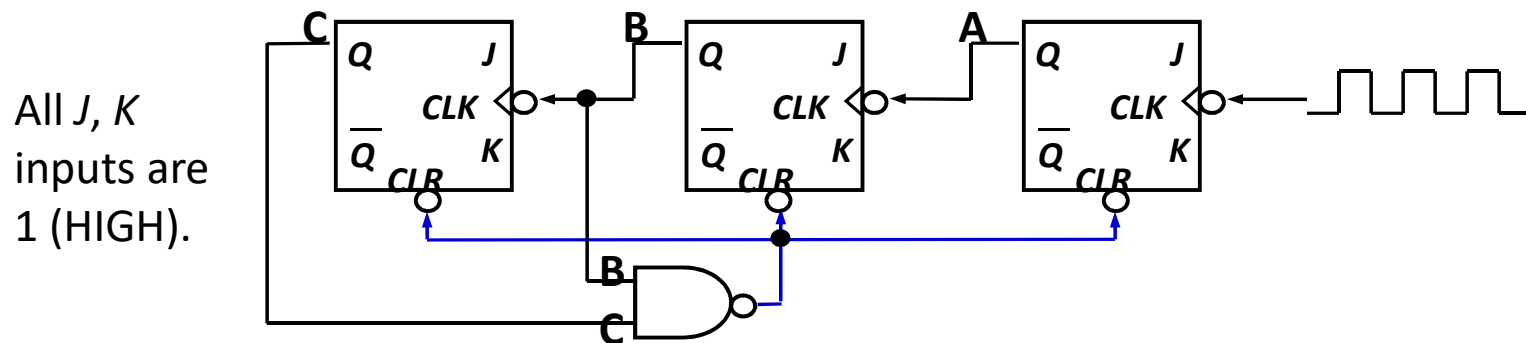 C B A
Q J Q J Q J
All J, K
CLK CLK CLK
inputs are
Q K Q K Q K
CLR CLR CLR
1 (HIGH).
B
C